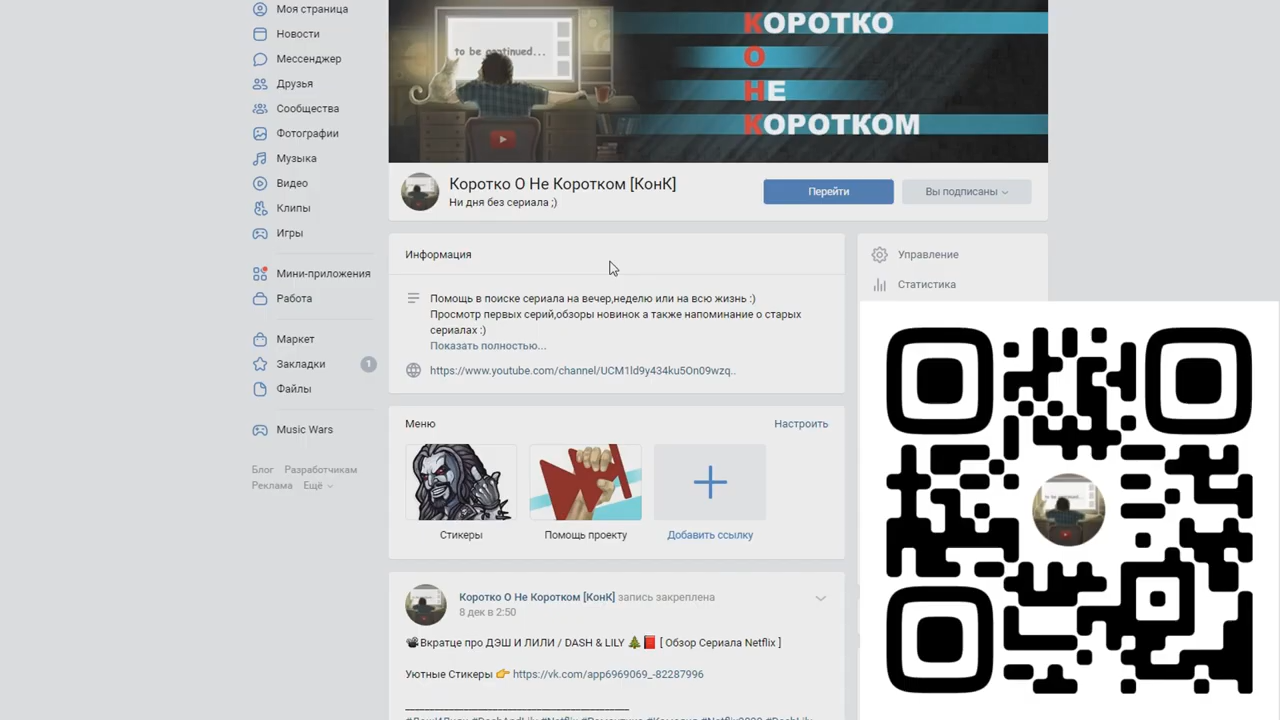 Моя страница
Новости
Мессенджер
Друзья
Сообщества
Фотографии
Музыка
Видео
Клипы
Игры
Мини-приложения
Работа
Маркет
Закладки 1
Файлы
Music Wars
Блог Разработчикам
Реклама Ещё
to be continued...
КОРОТКО
О
НЕ
КОРОТКОМ
Коротко О Не Коротком [КонК]
Ни дня без сериала ;)
Перейти
Вы подписаны
Информация
Помощь в поиске сериала на вечер,неделю или на всю жизнь :)
Просмотр первых серий,обзоры новинок а также напоминание о старых
сериалах :)
Показать полностью...
https://www.youtube.com/channel/UCM1ld9y434ku5On09wzq..
Управление
Статистика
Меню
Настроить
Стикеры
Помощь проекту
Добавить ссылку
Коротко О Не Коротком [КонК] запись закреплена
8 дек в 2:50
📽Вкратце про ДЭШ И ЛИЛИ / DASH & LILY 🎄📕 [ Обзор Сериала Netflix ]
Уютные Стикеры 👉 https://vk.com/app6969069_-82287996